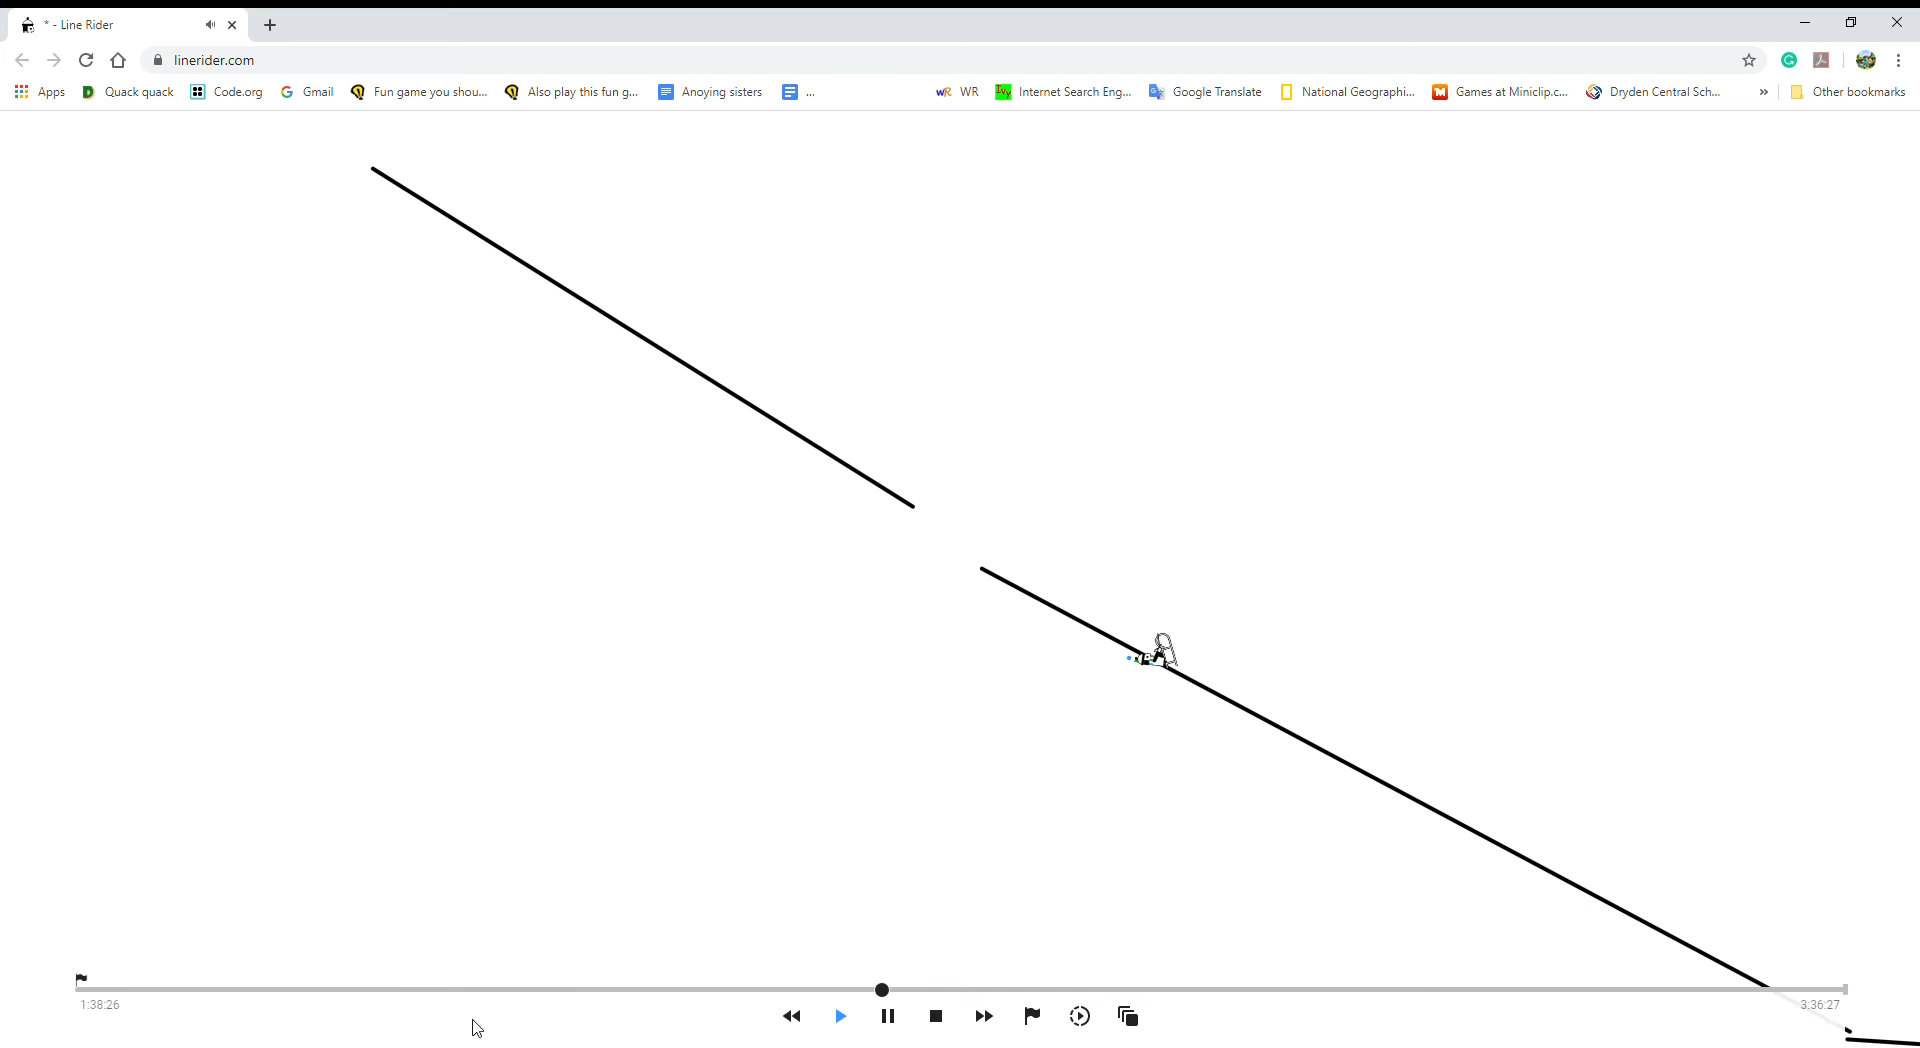 * - Line Rider
linerider.com
Apps Quack quack Code.org Gmail Fun game you shou... Also play this fun g... Anoying sisters ... WR Internet Search Eng... Google Translate National Geographi... Games at Miniclip.c... Dryden Central Sch... » Other bookmarks
1:38:26 3:36:27